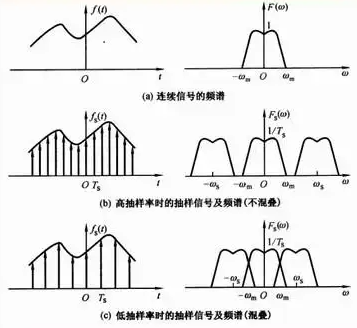 f(t)
F(ω)
1
O
t
-ωm
O
ωm
ω
(a) 连续信号的频谱
fs(t)
Fs(ω)
1/Ts
O Ts
t
-ωs
-ωm
O
ωm
ωs
ω
(b) 高抽样率时的抽样信号及频谱(不混叠)
fs(t)
Fs(ω)
1/Ts
O
Ts
t
-ωs
-ωm
O
ωm
ωs
ω
(c) 低抽样率时的抽样信号及频谱(混叠)